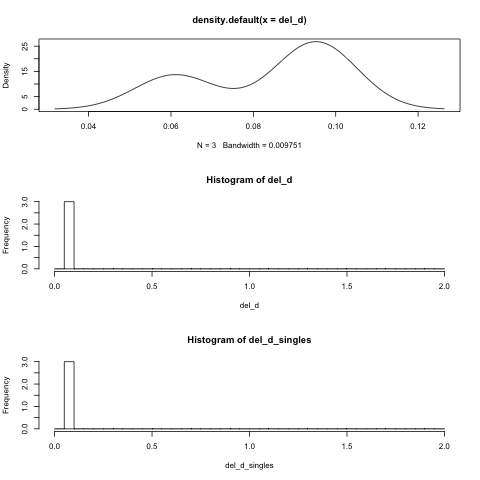 density.default(x = del_d)
Density
0 5 15 25
0.04 0.06 0.08 0.10 0.12
N = 3 Bandwidth = 0.009751
Histogram of del_d
Frequency
0.0 1.0 2.0 3.0
0.0 0.5 1.0 1.5 2.0
del_d
Histogram of del_d_singles
Frequency
0.0 1.0 2.0 3.0
0.0 0.5 1.0 1.5 2.0
del_d_singles